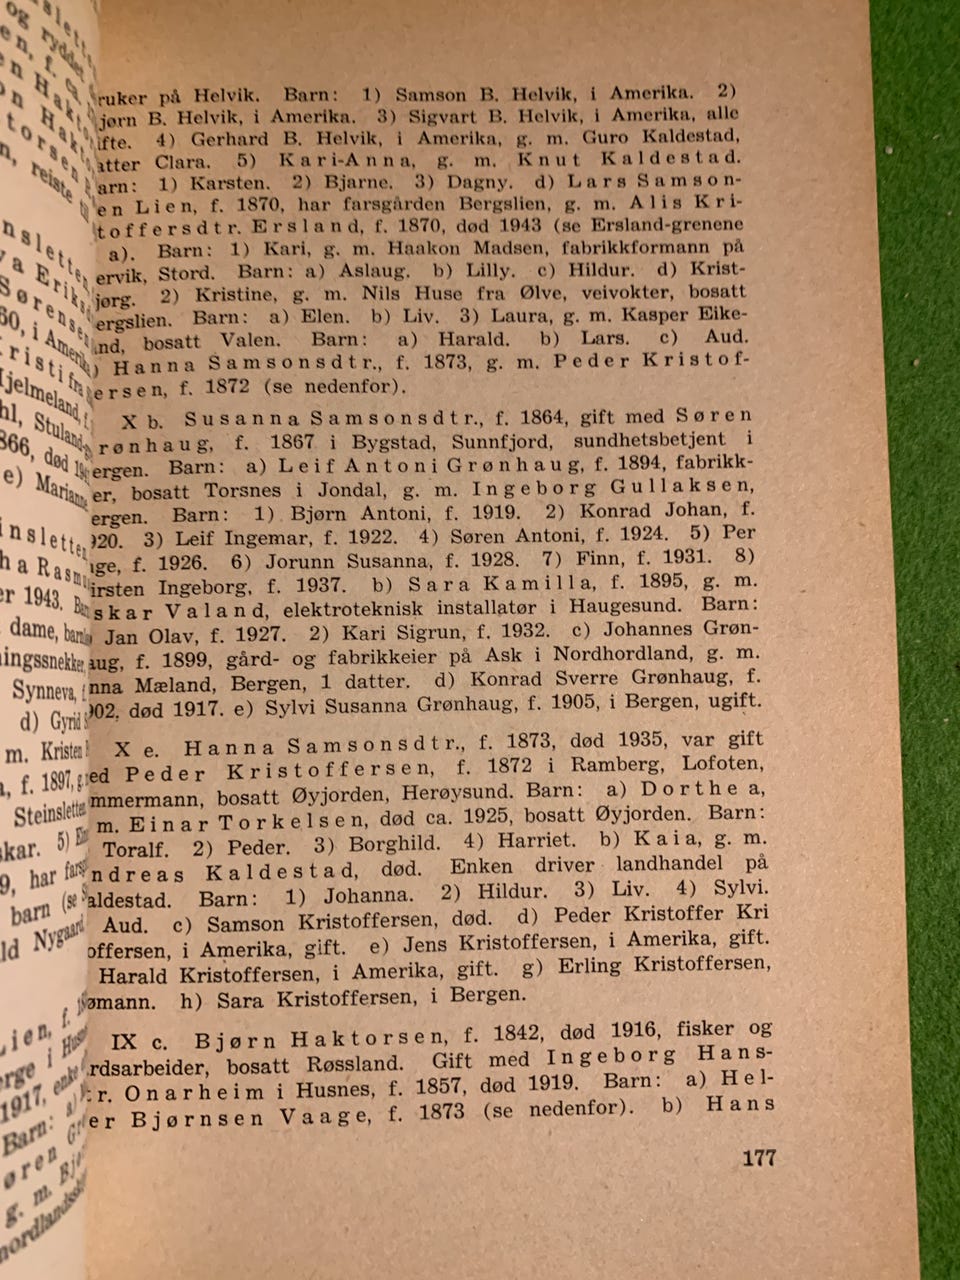 ruker på Helvik. Barn: 1) Samson B. Helvik, i Amerika. 2)
jørn B. Helvik, i Amerika. 3) Sigvart B. Helvik, i Amerika, alle
ifte. 4) Gerhard B. Helvik, i Amerika, g. m. Guro Kaldestad,
atter Clara. 5) Kari-Anna, g. m. Knut Kaldestad.
arn: 1) Karsten. 2) Bjarne. 3) Dagny. d) Lars Samson-
en Lien, f. 1870, har farsgården Bergslien, g. m. Alis Kri-
toffersdtr. Ersland, f. 1870, død 1943 (se Ersland-grenene
a). Barn: 1) Kari, g. m. Haakon Madsen, fabrikkformann på
ervik, Stord. Barn: a) Aslaug. b) Lilly. c) Hildur. d) Krist-
jørg. 2) Kristine, g. m. Nils Huse fra Ølve, veivokter, bosatt
ergslien. Barn: a) Elen. b) Liv. 3) Laura, g. m. Kasper Eike-
nd, bosatt Valen. Barn: a) Harald. b) Lars. c) Aud.
) Hanna Samsonsdtr., f. 1873, g. m. Peder Kristof-
ersen, f. 1872 (se nedenfor).
X b. Susanna Samsonsdtr., f. 1864, gift med Søren
rønhaug, f. 1867 i Bygstad, Sunnfjord, sundhetsbetjent i
ergen. Barn: a) Leif Antoni Grønhaug, f. 1894, fabrikk-
er, bosatt Torsnes i Jondal, g. m. Ingeborg Gullaksen,
ergen. Barn: 1) Bjørn Antoni, f. 1919. 2) Konrad Johan, f.
920. 3) Leif Ingemar, f. 1922. 4) Søren Antoni, f. 1924. 5) Per
nge, f. 1926. 6) Jorunn Susanna, f. 1928. 7) Finn, f. 1931. 8)
irsten Ingeborg, f. 1937. b) Sara Kamilla, f. 1895, g. m.
skar Valand, elektroteknisk installatør i Haugesund. Barn:
Jan Olav, f. 1927. 2) Kari Sigrun, f. 1932. c) Johannes Grøn-
aug, f. 1899, gård- og fabrikkeier på Ask i Nordhordland, g. m.
nna Mæland, Bergen, 1 datter. d) Konrad Sverre Grønhaug, f.
902, død 1917. e) Sylvi Susanna Grønhaug, f. 1905, i Bergen, ugift.
X e. Hanna Samsonsdtr., f. 1873, død 1935, var gift
ed Peder Kristoffersen, f. 1872 i Ramberg, Lofoten,
mmermann, bosatt Øyjorden, Herøysund. Barn: a) Dorthea,
m. Einar Torkelsen, død ca. 1925, bosatt Øyjorden. Barn:
Toralf. 2) Peder. 3) Borghild. 4) Harriet. b) Kaia, g. m.
ndreas Kaldestad, død. Enken driver landhandel på
aldestad. Barn: 1) Johanna. 2) Hildur. 3) Liv. 4) Sylvi.
Aud. c) Samson Kristoffersen, død. d) Peder Kristoffer Kri
offersen, i Amerika, gift. e) Jens Kristoffersen, i Amerika, gift.
Harald Kristoffersen, i Amerika, gift. g) Erling Kristoffersen,
ømann. h) Sara Kristoffersen, i Bergen.
IX c. Bjørn Haktorsen, f. 1842, død 1916, fisker og
rdsarbeider, bosatt Røssland. Gift med Ingeborg Hans-
tr. Onarheim i Husnes, f. 1857, død 1919. Barn: a) Hel-
er Bjørnsen Vaage, f. 1873 (se nedenfor). b) Hans
177